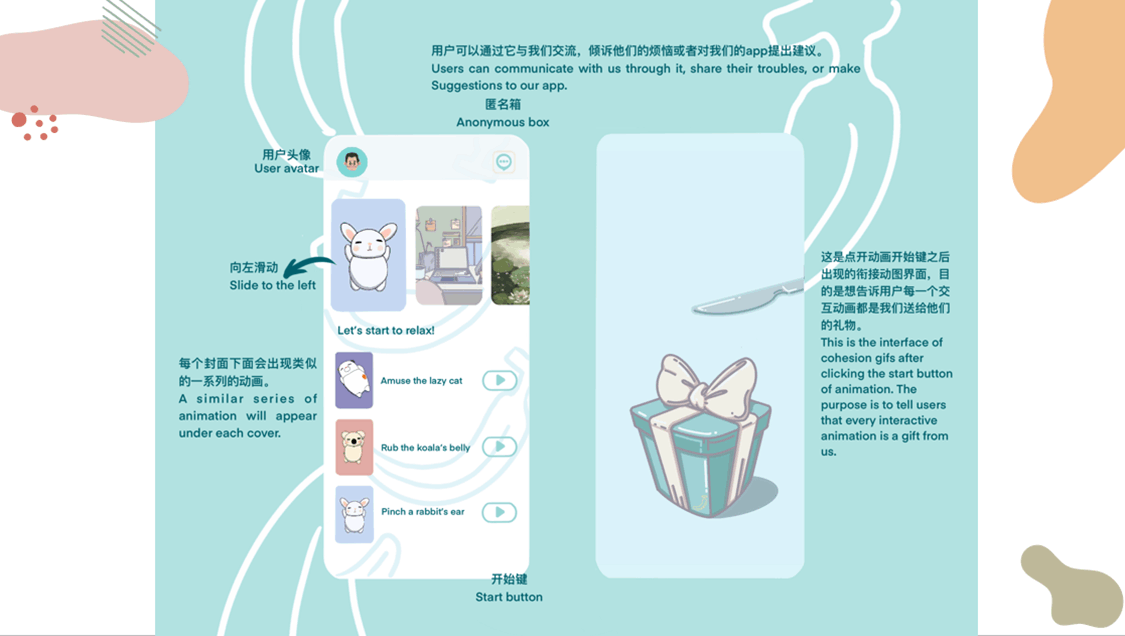 用户可以通过它与我们交流，倾诉他们的烦恼或者对我们的app提出建议。
Users can communicate with us through it, share their troubles, or make
Suggestions to our app.
匿名箱
Anonymous box
用户头像
User avatar
向左滑动
Slide to the left
Let's start to relax!
每个封面下面会出现类似
的一系列的动画。
A similar series of
animation will appear
under each cover.
Amuse the lazy cat
Rub the koala's belly
Pinch a rabbit's ear
开始键
Start button
这是点开动画开始键之后
出现的衔接动图界面，目
的是想告诉用户每一个交
互动画都是我们送给他们
的礼物。
This is the interface of
cohesion gifs after
clicking the start button
of animation. The
purpose is to tell users
that every interactive
animation is a gift from
us.